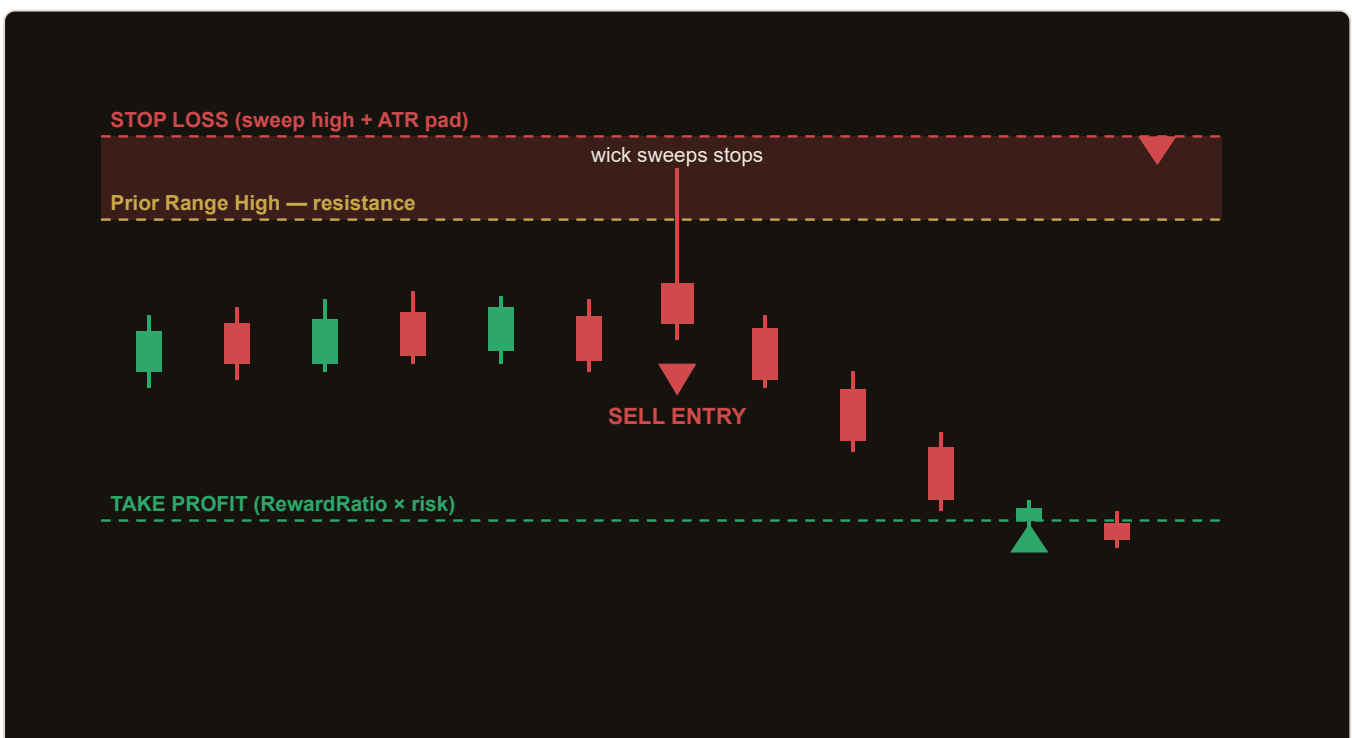 STOP LOSS (sweep high + ATR pad)
wick sweeps stops
Prior Range High — resistance
SELL ENTRY
TAKE PROFIT (RewardRatio × risk)